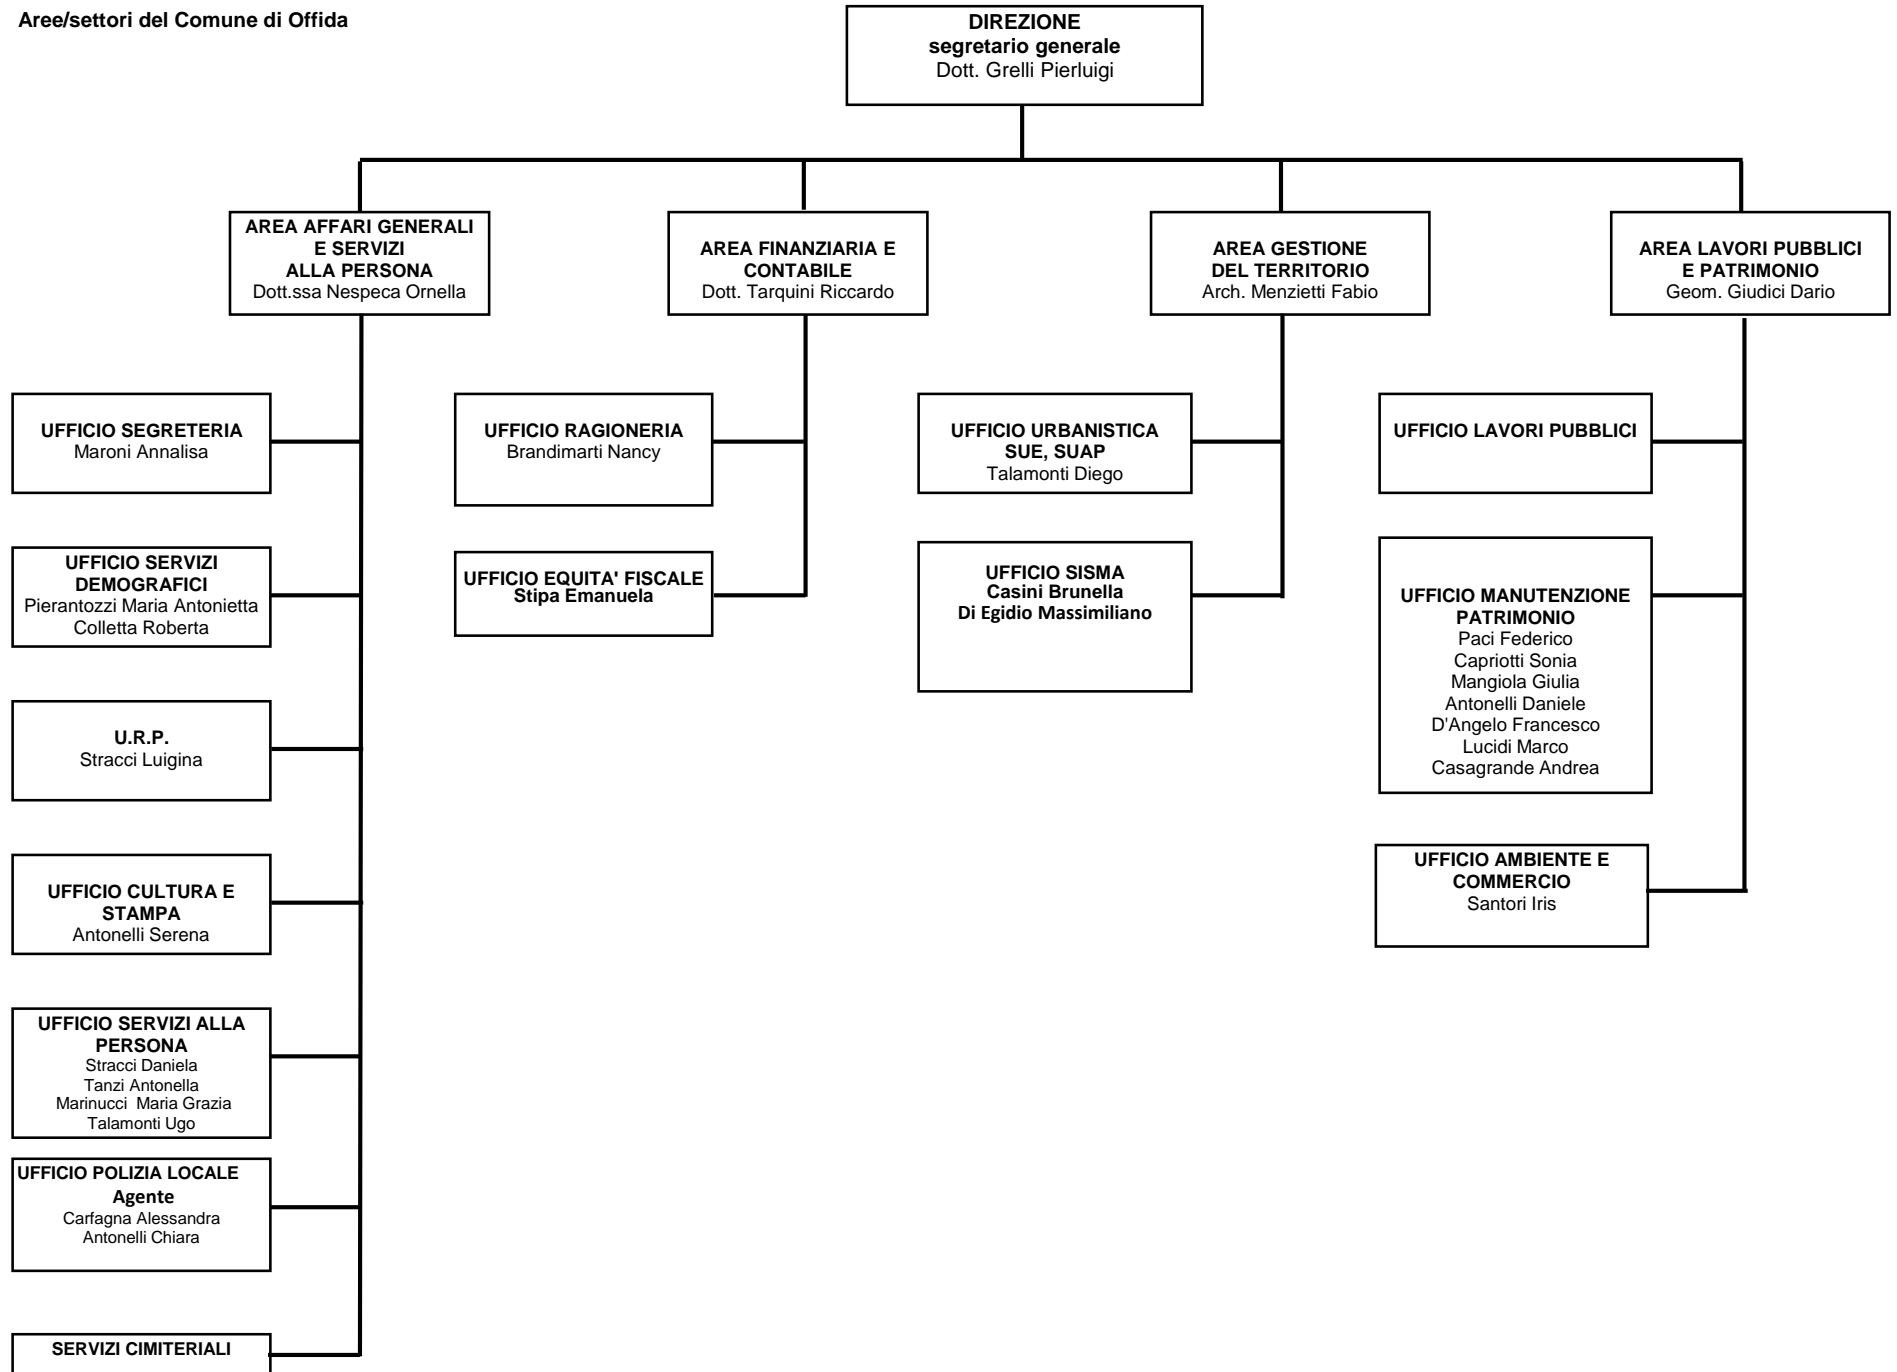 Aree/settori del Comune di Offida
DIREZIONE
segretario generale
Dott. Grelli Pierluigi
AREA AFFARI GENERALI
E SERVIZI
ALLA PERSONA
Dott.ssa Nespeca Ornella
AREA FINANZIARIA E
CONTABILE
Dott. Tarquini Riccardo
AREA GESTIONE
DEL TERRITORIO
Arch. Menzietti Fabio
AREA LAVORI PUBBLICI
E PATRIMONIO
Geom. Giudici Dario
UFFICIO SEGRETERIA
Maroni Annalisa
UFFICIO RAGIONERIA
Brandimarti Nancy
UFFICIO URBANISTICA
SUE, SUAP
Talamonti Diego
UFFICIO LAVORI PUBBLICI
UFFICIO SERVIZI
DEMOGRAFICI
Pierantozzi Maria Antonietta
Colletta Roberta
UFFICIO EQUITA' FISCALE
Stipa Emanuela
UFFICIO SISMA
Casini Brunella
Di Egidio Massimiliano
UFFICIO MANUTENZIONE
PATRIMONIO
Paci Federico
Capriotti Sonia
Mangiola Giulia
Antonelli Daniele
D'Angelo Francesco
Lucidi Marco
Casagrande Andrea
U.R.P.
Stracci Luigina
UFFICIO CULTURA E
STAMPA
Antonelli Serena
UFFICIO AMBIENTE E
COMMERCIO
Santori Iris
UFFICIO SERVIZI ALLA
PERSONA
Stracci Daniela
Tanzi Antonella
Marinucci  Maria Grazia
Talamonti Ugo
UFFICIO POLIZIA LOCALE
Agente
Carfagna Alessandra
Antonelli Chiara
SERVIZI CIMITERIALI